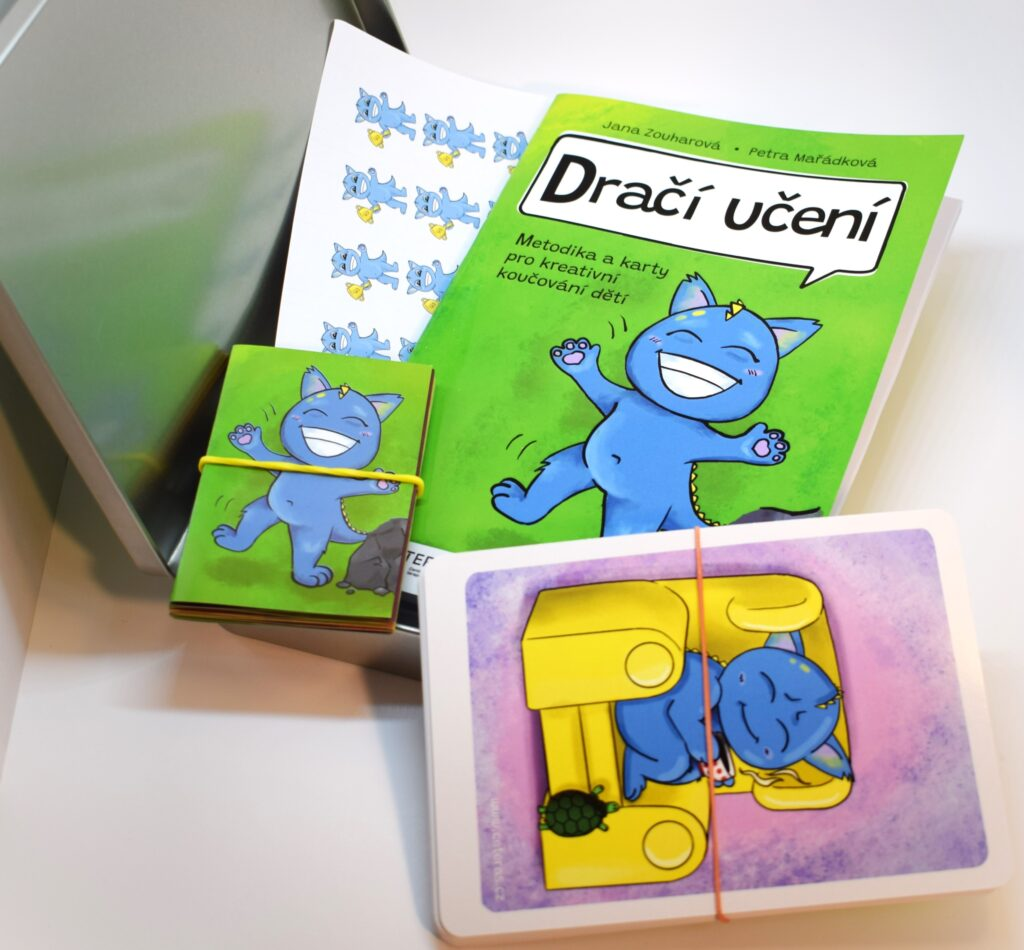 Jana Zouharová • Petra Mařádková
Dračí učení
Metodika a karty
pro kreativní
koučování dětí